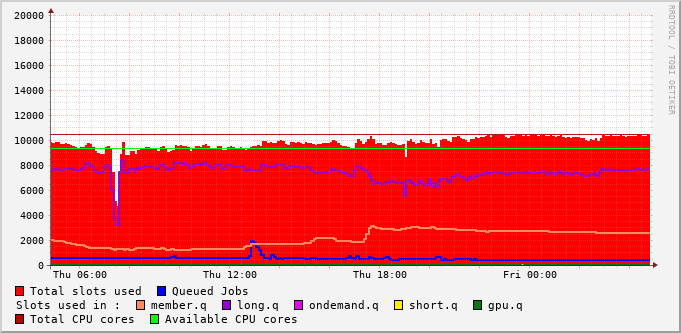 RRDTOOL / TOBI OETIKER
20000
18000
16000
14000
12000
10000
8000
6000
4000
2000
0
Thu 06:00 Thu 12:00 Thu 18:00 Fri 00:00
Total slots used Queued Jobs
Slots used in : member.q long.q ondemand.q short.q gpu.q
Total CPU cores Available CPU cores